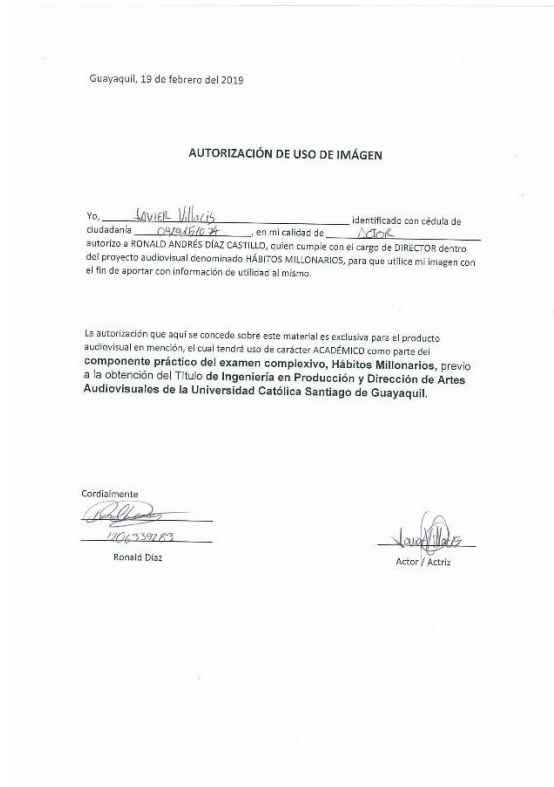 Guayaquil, 19 de febrero del 2019
AUTORIZACIÓN DE USO DE IMÁGEN
Yo, JAVIER Villacis identificado con cédula de
ciudadanía, en mi calidad de ACTOR
autorizo a RONALD ANDRÉS DÍAZ CASTILLO, quien cumple con el cargo de DIRECTOR dentro
del proyecto audiovisual denominado HÁBITOS MILLONARIOS, para que utilice mi imagen con
el fin de aportar con información de utilidad al mismo.
La autorización que aquí se concede sobre este material es exclusiva para el producto
audiovisual en mención, el cual tendrá uso de carácter ACADÉMICO como parte del
componente práctico del examen complexivo, Hábitos Millonarios, previo
a la obtención del Título de Ingeniería en Producción y Dirección de Artes
Audiovisuales de la Universidad Católica Santiago de Guayaquil.
Cordialmente
1206339283
Ronald Díaz
Javier Villacis
Actor / Actriz